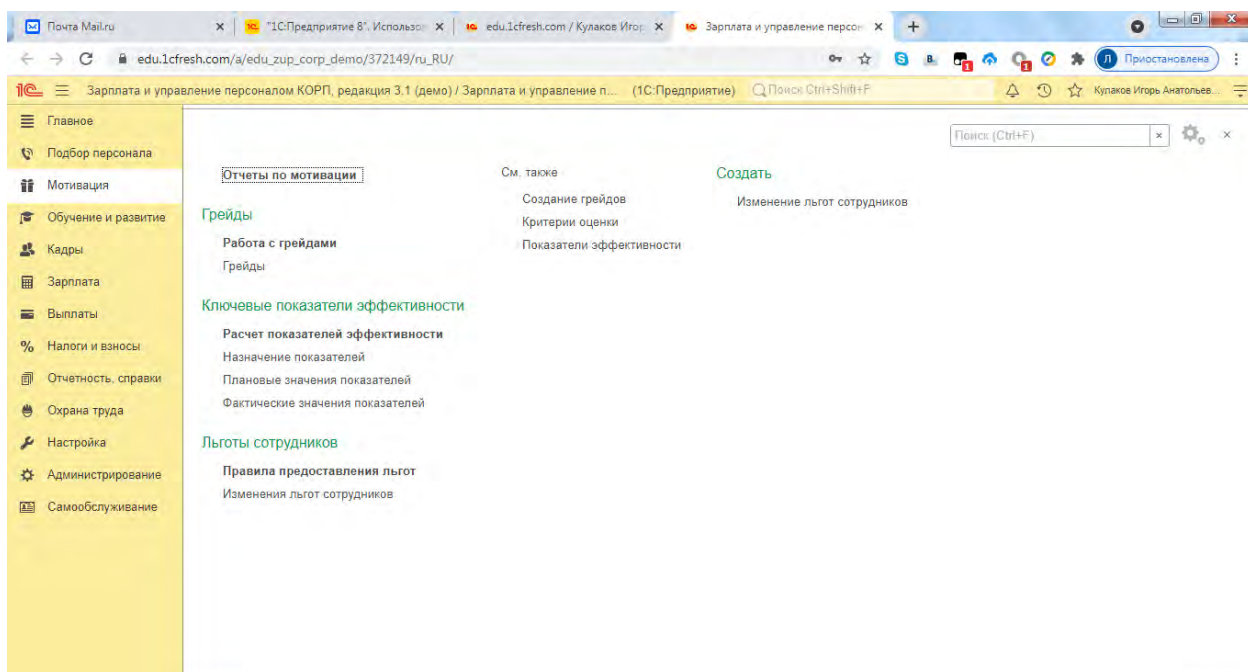 Почта Mail.ru
"1С:Предприятие 8". Использов
edu.1cfresh.com / Кулаков Игор
Зарплата и управление персон
edu.1cfresh.com/a/edu_zup_corp_demo/372149/ru_RU/
Л Приостановлена
1С Зарплата и управление персоналом КОРП, редакция 3.1 (демо) / Зарплата и управление п... (1С:Предприятие) Поиск Ctrl+Shift+F Кулаков Игорь Анатольев...
Главное
Подбор персонала
Мотивация
Обучение и развитие
Кадры
Зарплата
Выплаты
Налоги и взносы
Отчетность, справки
Охрана труда
Настройка
Администрирование
Самообслуживание
Поиск (Ctrl+F)
Отчеты по мотивации
Грейды
Работа с грейдами
Грейды
Ключевые показатели эффективности
Расчет показателей эффективности
Назначение показателей
Плановые значения показателей
Фактические значения показателей
Льготы сотрудников
Правила предоставления льгот
Изменения льгот сотрудников
См. также
Создание грейдов
Критерии оценки
Показатели эффективности
Создать
Изменение льгот сотрудников